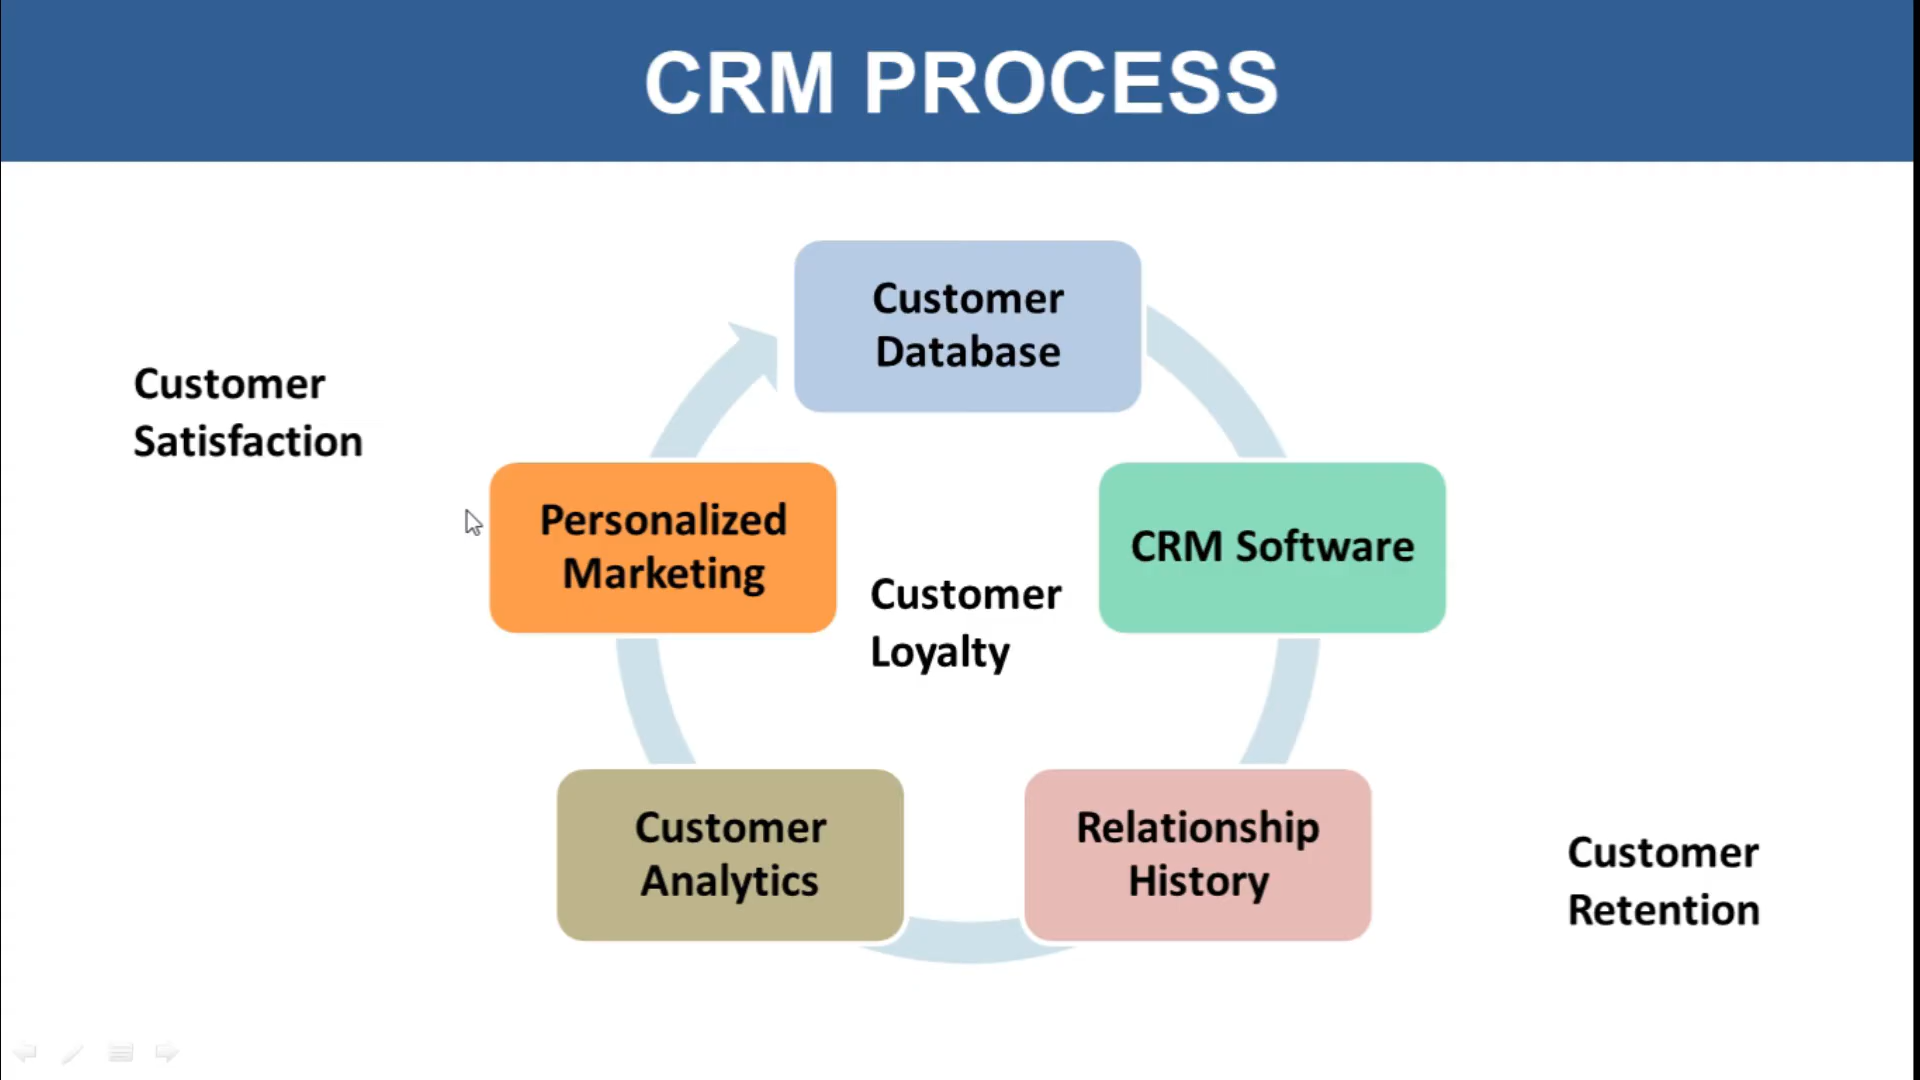 CRM PROCESS
Customer
Database
Customer
Satisfaction
Personalized
Marketing
CRM Software
Customer
Loyalty
Customer
Analytics
Relationship
History
Customer
Retention